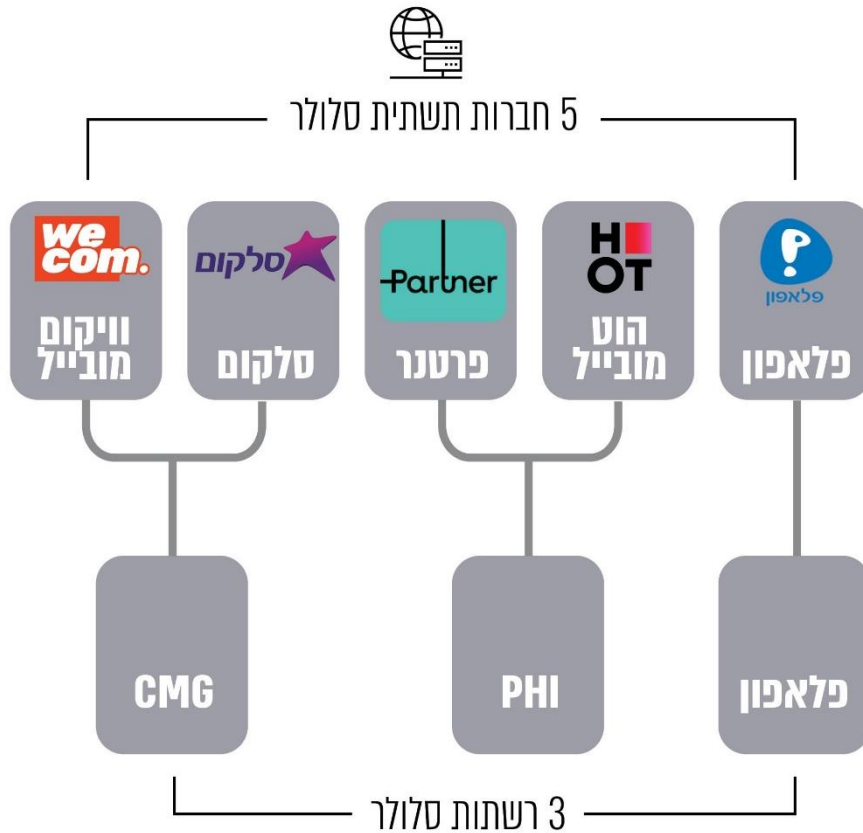 5 חברות תשתית סלולר
פלאפון
פלאפון
HOT
הוט
מובייל
Partner
פרטנר
סלקום
סלקום
we
com.
וויקום
מובייל
פלאפון
PHI
CMG
3 רשתות סלולר